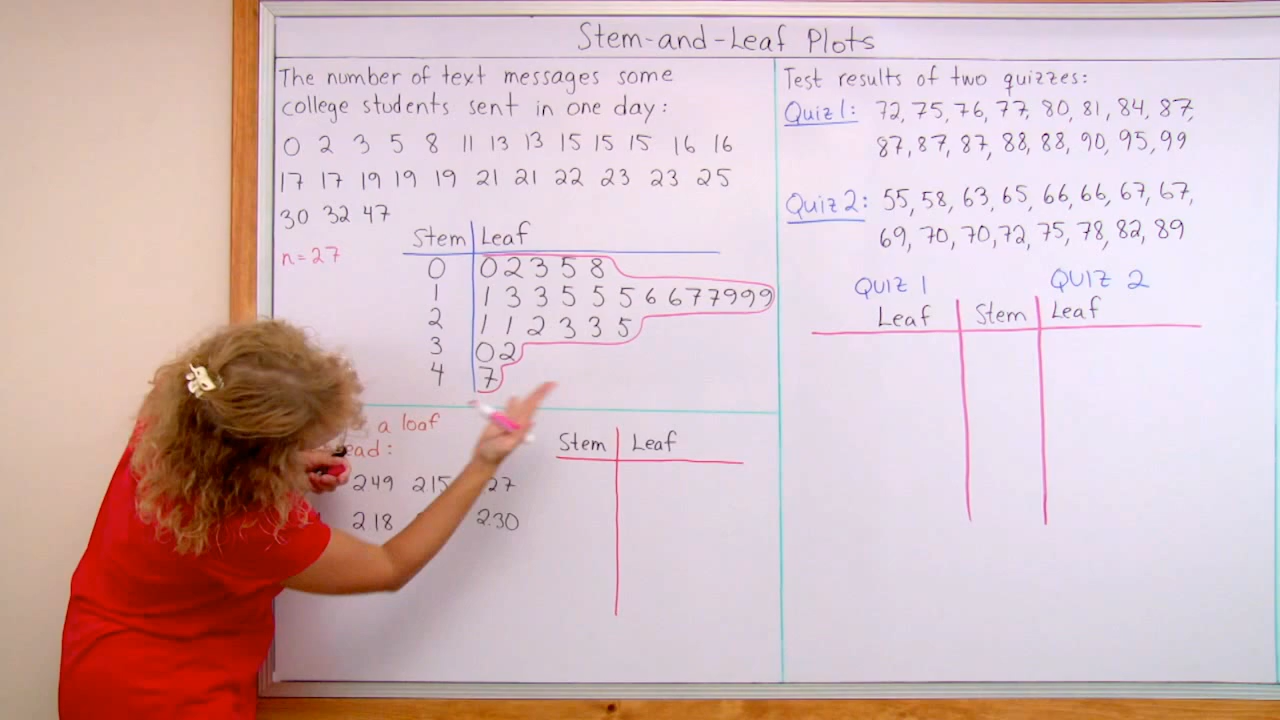 Stem-and-Leaf Plots
The number of text messages some
college students sent in one day:
0 2 3 5 8 11 13 13 15 15 15 16 16
17 17 19 19 19 21 21 22 23 23 25
30 32 47
n=27
Stem Leaf
0 0 2 3 5 8
1 1 3 3 5 5 5 6 6 7 7 9 9 9
2 1 1 2 3 3 5
3 0 2
4 7
a loaf
249 215 27
218 2.30
Stem Leaf
Test results of two quizzes:
Quiz 1: 72, 75, 76, 77, 80, 81, 84, 87,
87, 87, 87, 88, 88, 90, 95, 99
Quiz 2: 55, 58, 63, 65, 66, 66, 67, 67,
69, 70, 70, 72, 75, 78, 82, 89
QUIZ 1 QUIZ 2
Leaf Stem Leaf